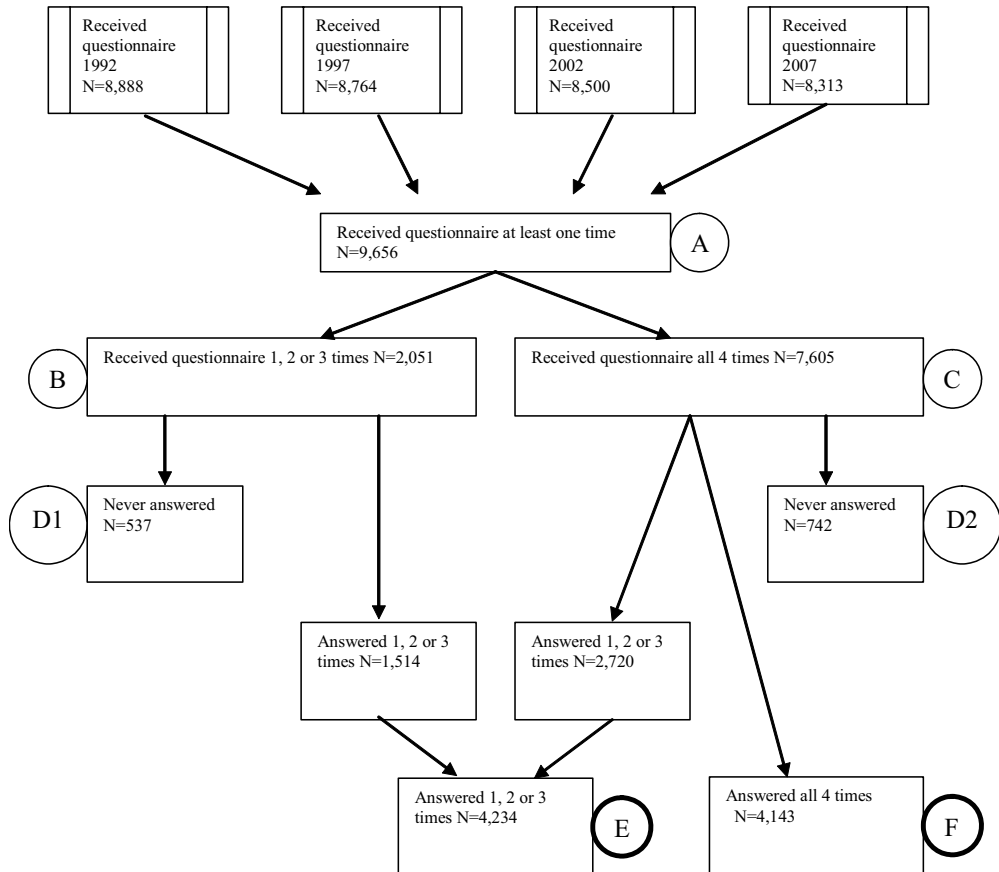 Received
questionnaire
1992
N=8,888
Received
questionnaire
1997
N=8,764
Received
questionnaire
2002
N=8,500
Received
questionnaire
2007
N=8,313
Received questionnaire at least one time
N=9,656
A
B
Received questionnaire 1, 2 or 3 times N=2,051
Received questionnaire all 4 times N=7,605
C
D1
Never answered
N=537
Never answered
N=742
D2
Answered 1, 2 or 3
times N=1,514
Answered 1, 2 or 3
times N=2,720
Answered 1, 2 or 3
times N=4,234
E
Answered all 4 times
N=4,143
F